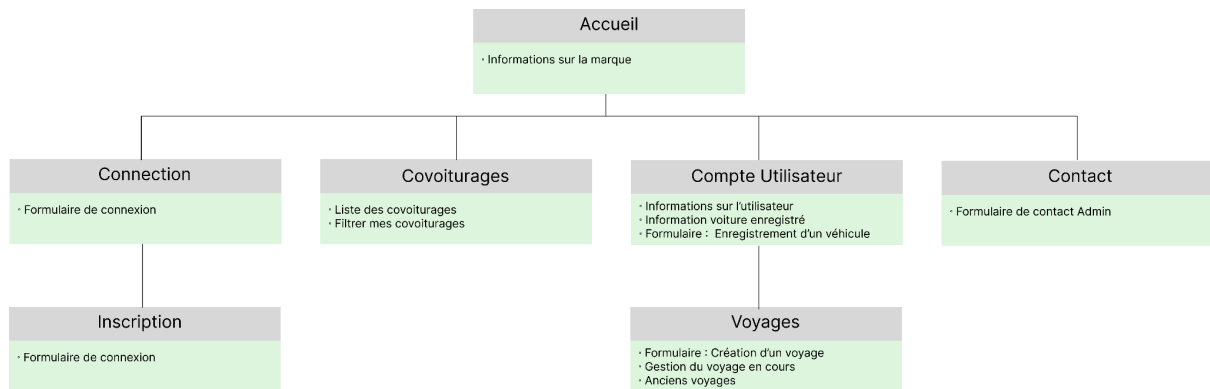 Accueil
· Informations sur la marque
Connection
· Formulaire de connexion
Covoiturages
· Liste des covoiturages
· Filtrer mes covoiturages
Compte Utilisateur
· Informations sur l'utilisateur
· Information voiture enregistré
· Formulaire : Enregistrement d'un véhicule
Contact
· Formulaire de contact Admin
Inscription
· Formulaire de connexion
Voyages
· Formulaire : Création d'un voyage
· Gestion du voyage en cours
· Anciens voyages